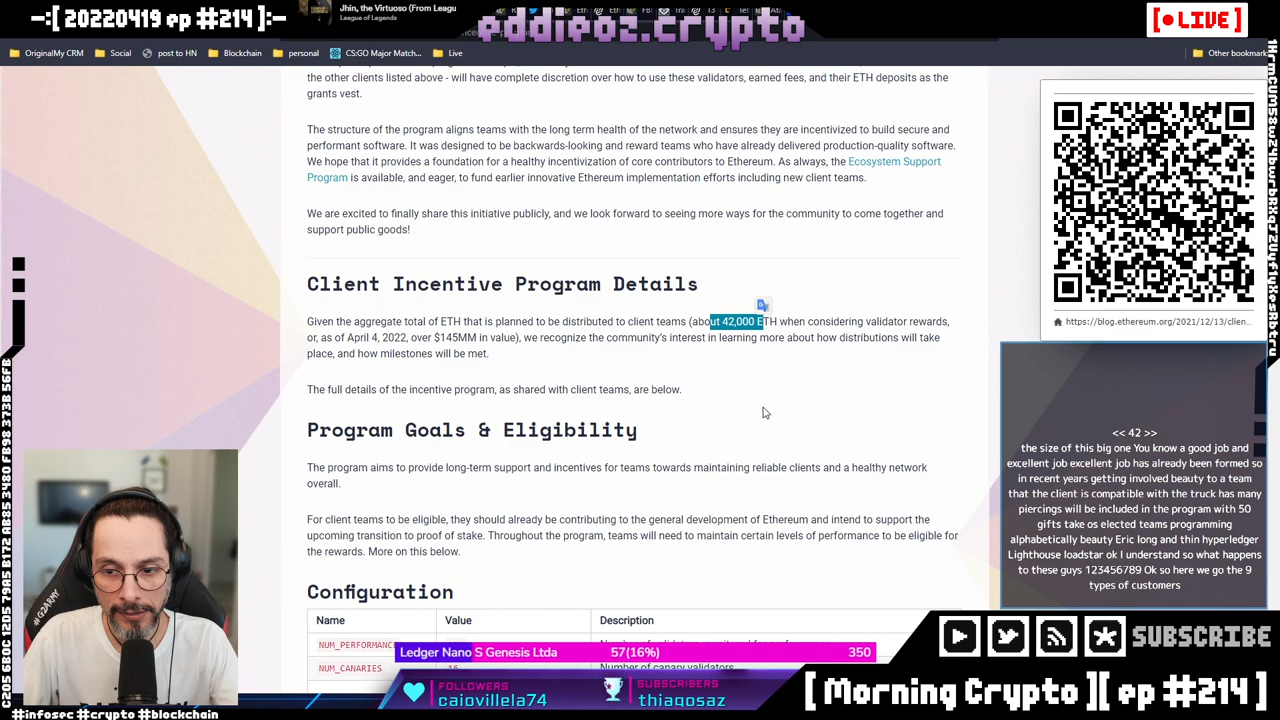 -:[ 20220419 ep #214 ]:-
Jhin, the Virtuoso (From Leagu
League of Legends
eddieoz.crypto
[ LIVE ]
OriginalMy CRM
Social
post to HN
Blockchain
personal
CS:GO Major Match...
Live
Other bookmark
the other clients listed above - will have complete discretion over how to use these validators, earned fees, and their ETH deposits as the
grants vest.
The structure of the program aligns teams with the long term health of the network and ensures they are incentivized to build secure and
performant software. It was designed to be backwards-looking and reward teams who have already delivered production-quality software.
We hope that it provides a foundation for a healthy incentivization of core contributors to Ethereum. As always, the Ecosystem Support
Program is available, and eager, to fund earlier innovative Ethereum implementation efforts including new client teams.
We are excited to finally share this initiative publicly, and we look forward to seeing more ways for the community to come together and
support public goods!
Client Incentive Program Details
Given the aggregate total of ETH that is planned to be distributed to client teams (about 42,000 ETH when considering validator rewards,
or, as of April 4, 2022, over $145MM in value), we recognize the community's interest in learning more about how distributions will take
place, and how milestones will be met.
The full details of the incentive program, as shared with client teams, are below.
Program Goals & Eligibility
The program aims to provide long-term support and incentives for teams towards maintaining reliable clients and a healthy network
overall.
For client teams to be eligible, they should already be contributing to the general development of Ethereum and intend to support the
upcoming transition to proof of stake. Throughout the program, teams will need to maintain certain levels of performance to be eligible for
the rewards. More on this below.
Configuration
Name Value Description
NUM_PERFORMANC
NUM_CANARIES 16 Number of canary validators
https://blog.ethereum.org/2021/12/13/clien...
<< 42 >>
the size of this big one You know a good job and
excellent job excellent job has already been formed so
in recent years getting involved beauty to a team
that the client is compatible with the truck has many
piercings will be included in the program with 50
gifts take os elected teams programming
alphabetically beauty Eric long and thin hyperledger
Lighthouse loadstar ok I understand so what happens
to these guys 123456789 Ok so here we go the 9
types of customers
Ledger Nano S Genesis Ltda 57(16%) 350
FOLLOWERS
caiovillela74
SUBSCRIBERS
thiagosaz
SUBSCRIBE
[ Morning Crypto ][ ep #214 ]
#infosec #crypto #blockchain